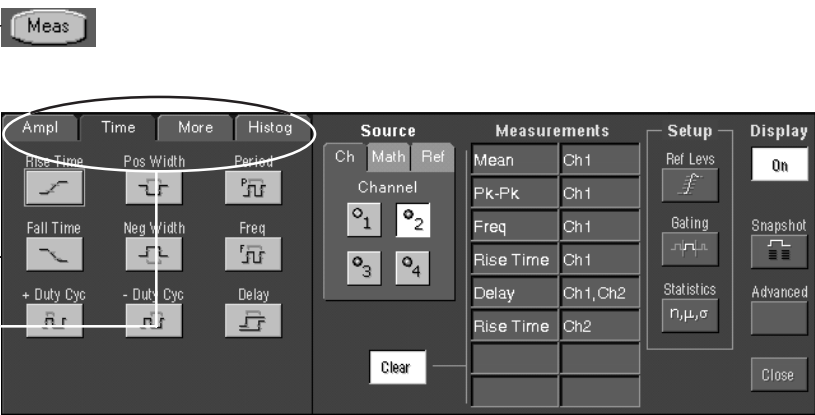 Meas
Ampl Time More Histog
Rise Time Pos Width Period
P
Fall Time Neg Width Freq
F
+ Duty Cyc - Duty Cyc Delay
Source
Ch Math Ref
Channel
1 2
3 4
Clear
Measurements
Mean Ch1
Pk-Pk Ch1
Freq Ch1
Rise Time Ch1
Delay Ch1,Ch2
Rise Time Ch2
Setup
Ref Levs
Gating
Statistics
n,µ,σ
Display
On
Snapshot
Advanced
Close